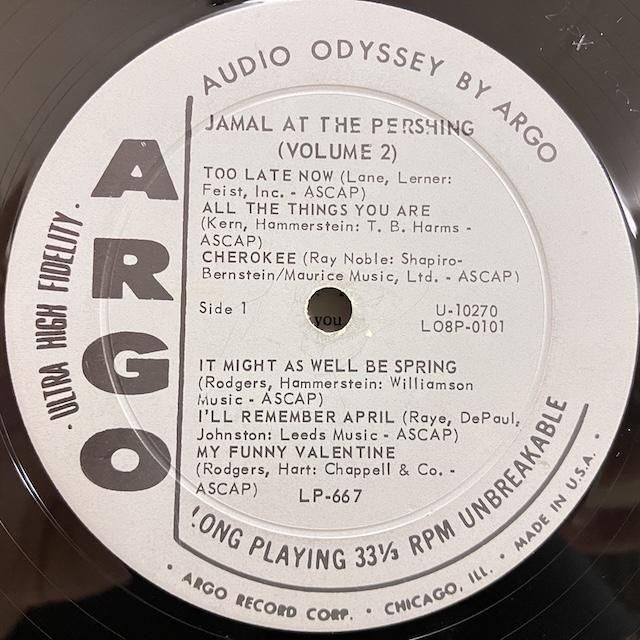 AUDIO ODYSSEY BY ARGO
ARGO
· ULTRA HIGH FIDELITY ·
JAMAL AT THE PERSHING
(VOLUME 2)
TOO LATE NOW (Lane, Lerner:
Feist, Inc. - ASCAP)
ALL THE THINGS YOU ARE
(Kern, Hammerstein: T. B. Harms -
ASCAP)
CHEROKEE (Ray Noble: Shapiro-
Bernstein/Maurice Music, Ltd. - ASCAP)
Side 1
U-10270
LO8P-0101
you
IT MIGHT AS WELL BE SPRING
(Rodgers, Hammerstein: Williamson
Music - ASCAP)
I'LL REMEMBER APRIL (Raye, DePaul,
Johnston: Leeds Music - ASCAP)
MY FUNNY VALENTINE
(Rodgers, Hart: Chappell & Co. -
ASCAP)
LP-667
LONG PLAYING 33⅓ RPM UNBREAKABLE
· ARGO RECORD CORP. · CHICAGO, ILL. · MADE IN U.S.A. ·